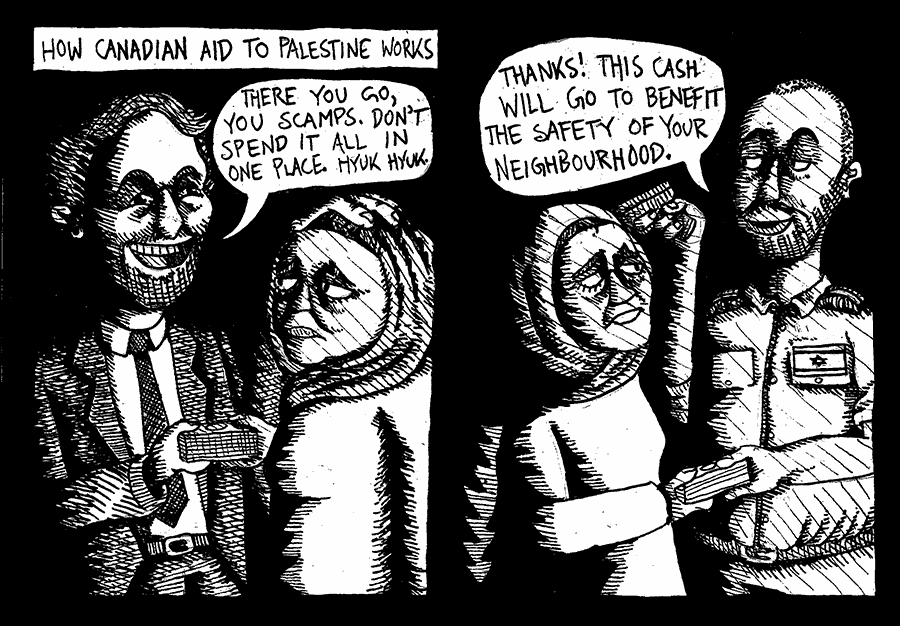 HOW CANADIAN AID TO PALESTINE WORKS
THERE YOU GO,
YOU SCAMPS. DON'T
SPEND IT ALL IN
ONE PLACE. HYUK HYUK.
THANKS! THIS CASH
WILL GO TO BENEFIT
THE SAFETY OF YOUR
NEIGHBOURHOOD.